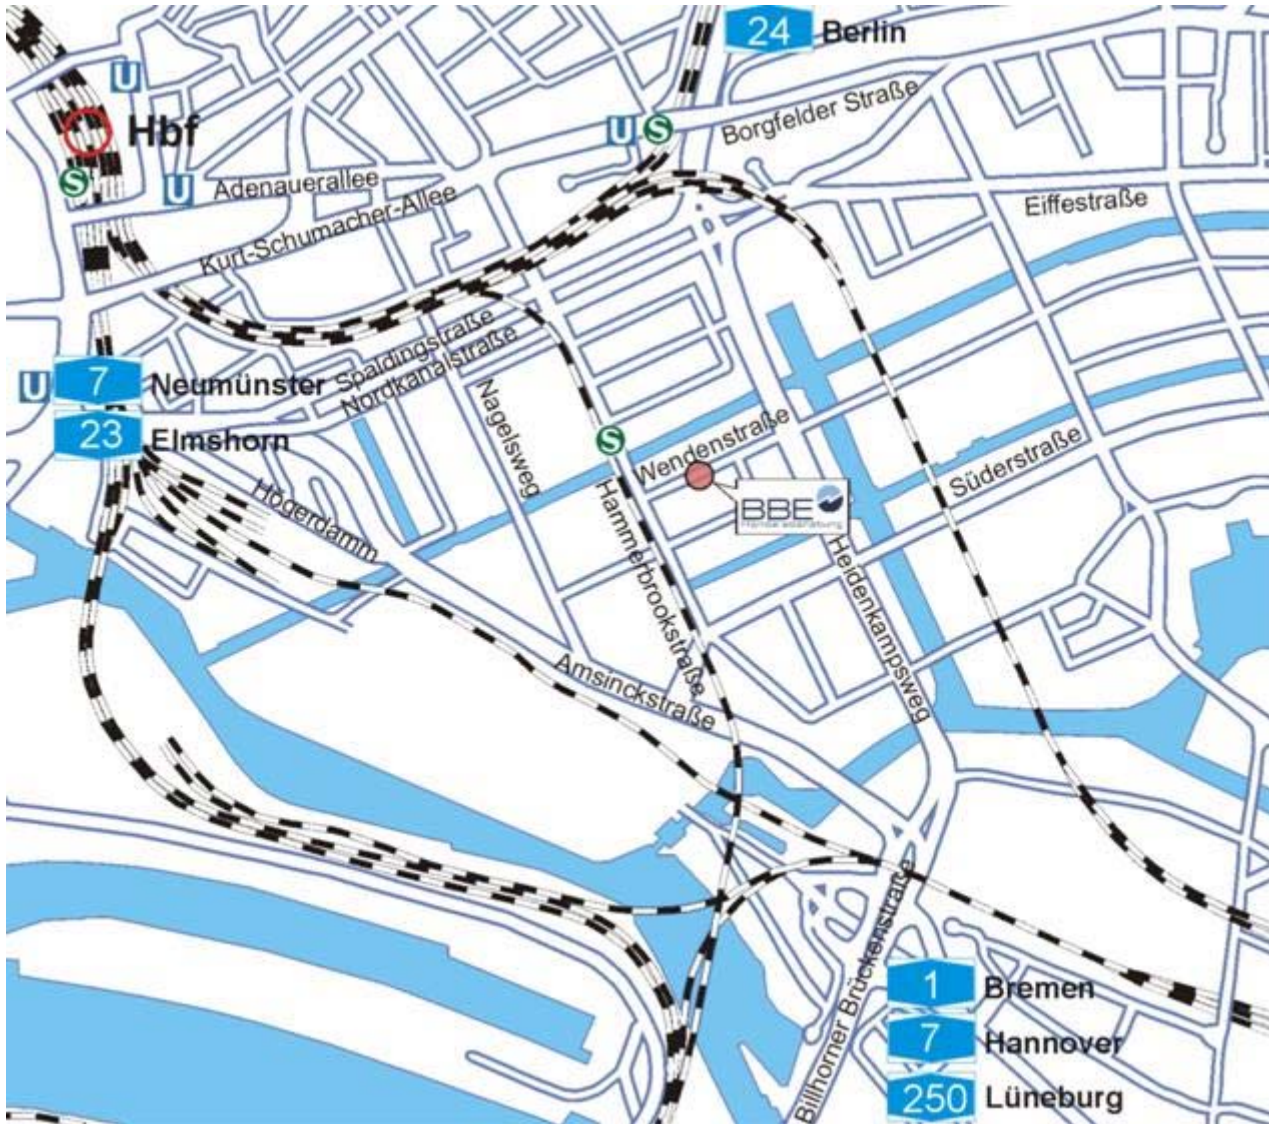 24 Berlin
U
Hbf
U S
Borgfelder Straße
S
U
Adenauerallee
Kurt-Schumacher-Allee
Eiffestraße
Spaldingstraße
Nordkanalstraße
U
7 Neumünster
23 Elmshorn
Nagelsweg
S
Wendenstraße
Süderstraße
BBE
Högerdamm
Hammerbrookstraße
Heidenkampsweg
Amsinckstraße
Billhorner Brückenstraße
1 Bremen
7 Hannover
250 Lüneburg